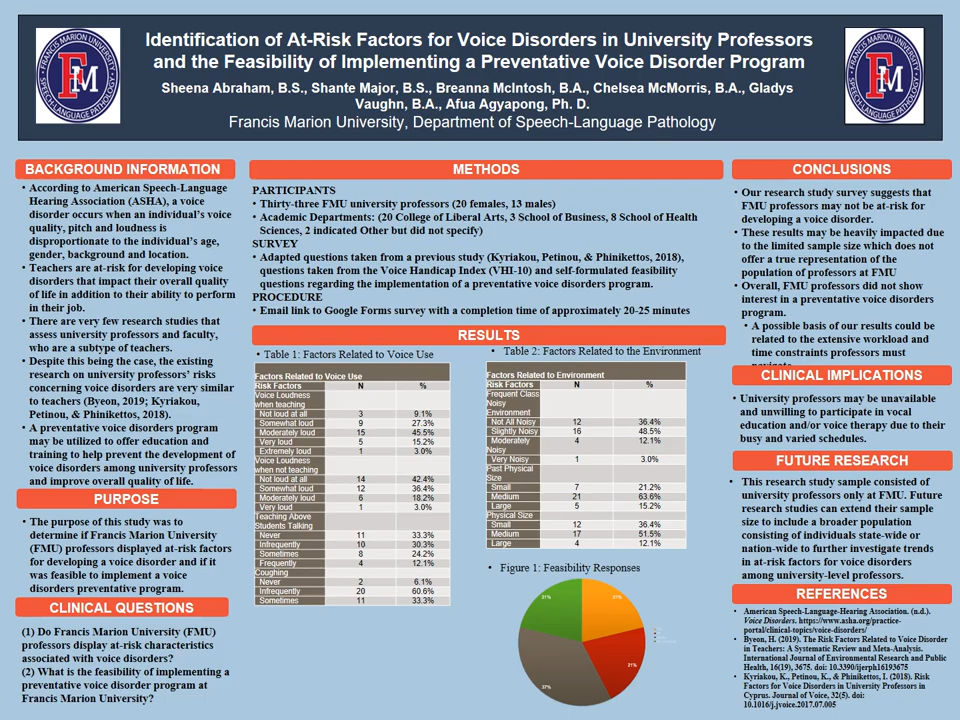 Identification of At-Risk Factors for Voice Disorders in University Professors
and the Feasibility of Implementing a Preventative Voice Disorder Program
Sheena Abraham, B.S., Shante Major, B.S., Breanna McIntosh, B.A., Chelsea McMorris, B.A., Gladys
Vaughn, B.A., Afua Agyapong, Ph. D.
Francis Marion University, Department of Speech-Language Pathology
FRANCIS MARION UNIVERSITY
FM
SPEECH-LANGUAGE PATHOLOGY
FRANCIS MARION UNIVERSITY
FM
SPEECH-LANGUAGE PATHOLOGY
BACKGROUND INFORMATION
• According to American Speech-Language
Hearing Association (ASHA), a voice
disorder occurs when an individual's voice
quality, pitch and loudness is
disproportionate to the individual's age,
gender, background and location.
• Teachers are at-risk for developing voice
disorders that impact their overall quality
of life in addition to their ability to perform
in their job.
• There are very few research studies that
assess university professors and faculty,
who are a subtype of teachers.
• Despite this being the case, the existing
research on university professors' risks
concerning voice disorders are very similar
to teachers (Byeon, 2019; Kyriakou,
Petinou, & Phinikettos, 2018).
• A preventative voice disorders program
may be utilized to offer education and
training to help prevent the development of
voice disorders among university professors
and improve overall quality of life.
PURPOSE
• The purpose of this study was to
determine if Francis Marion University
(FMU) professors displayed at-risk factors
for developing a voice disorder and if it
was feasible to implement a voice
disorders preventative program.
CLINICAL QUESTIONS
(1) Do Francis Marion University (FMU)
professors display at-risk characteristics
associated with voice disorders?
(2) What is the feasibility of implementing a
preventative voice disorder program at
Francis Marion University?
METHODS
PARTICIPANTS
• Thirty-three FMU university professors (20 females, 13 males)
• Academic Departments: (20 College of Liberal Arts, 3 School of Business, 8 School of Health
Sciences, 2 indicated Other but did not specify)
SURVEY
• Adapted questions taken from a previous study (Kyriakou, Petinou, & Phinikettos, 2018),
questions taken from the Voice Handicap Index (VHI-10) and self-formulated feasibility
questions regarding the implementation of a preventative voice disorders program.
PROCEDURE
• Email link to Google Forms survey with a completion time of approximately 20-25 minutes
RESULTS
• Table 1: Factors Related to Voice Use
Factors Related to Voice Use
Risk Factors N %
Voice Loudness
when teaching
Not loud at all 3 9.1%
Somewhat loud 9 27.3%
Moderately loud 15 45.5%
Very loud 5 15.2%
Extremely loud 1 3.0%
Voice Loudness
when not teaching
Not loud at all 14 42.4%
Somewhat loud 12 36.4%
Moderately loud 6 18.2%
Very loud 1 3.0%
Teaching Above
Students Talking
Never 11 33.3%
Infrequently 10 30.3%
Sometimes 8 24.2%
Frequently 4 12.1%
Coughing
Never 2 6.1%
Infrequently 20 60.6%
Sometimes 11 33.3%
• Table 2: Factors Related to the Environment
Factors Related to Environment
Risk Factors N %
Frequent Class
Noisy
Environment
Not All Noisy 12 36.4%
Slightly Noisy 16 48.5%
Moderately 4 12.1%
Noisy
Very Noisy 1 3.0%
Past Physical
Size
Small 7 21.2%
Medium 21 63.6%
Large 5 15.2%
Physical Size
Small 12 36.4%
Medium 17 51.5%
Large 4 12.1%
• Figure 1: Feasibility Responses
21%
21%
21%
37%
CONCLUSIONS
• Our research study survey suggests that
FMU professors may not be at-risk for
developing a voice disorder.
• These results may be heavily impacted due
to the limited sample size which does not
offer a true representation of the
population of professors at FMU
• Overall, FMU professors did not show
interest in a preventative voice disorders
program.
• A possible basis of our results could be
related to the extensive workload and
time constraints professors must
navigate
CLINICAL IMPLICATIONS
• University professors may be unavailable
and unwilling to participate in vocal
education and/or voice therapy due to their
busy and varied schedules.
FUTURE RESEARCH
• This research study sample consisted of
university professors only at FMU. Future
research studies can extend their sample
size to include a broader population
consisting of individuals state-wide or
nation-wide to further investigate trends
in at-risk factors for voice disorders
among university-level professors.
REFERENCES
• American Speech-Language-Hearing Association. (n.d.).
Voice Disorders. https://www.asha.org/practice-
portal/clinical-topics/voice-disorders/
• Byeon, H. (2019). The Risk Factors Related to Voice Disorder
in Teachers: A Systematic Review and Meta-Analysis.
International Journal of Environmental Research and Public
Health, 16(19), 3675. doi: 10.3390/ijerph16193675
• Kyriakou, K., Petinou, K., & Phinikettos, I. (2018). Risk
Factors for Voice Disorders in University Professors in
Cyprus. Journal of Voice, 32(5). doi:
10.1016/j.jvoice.2017.07.005